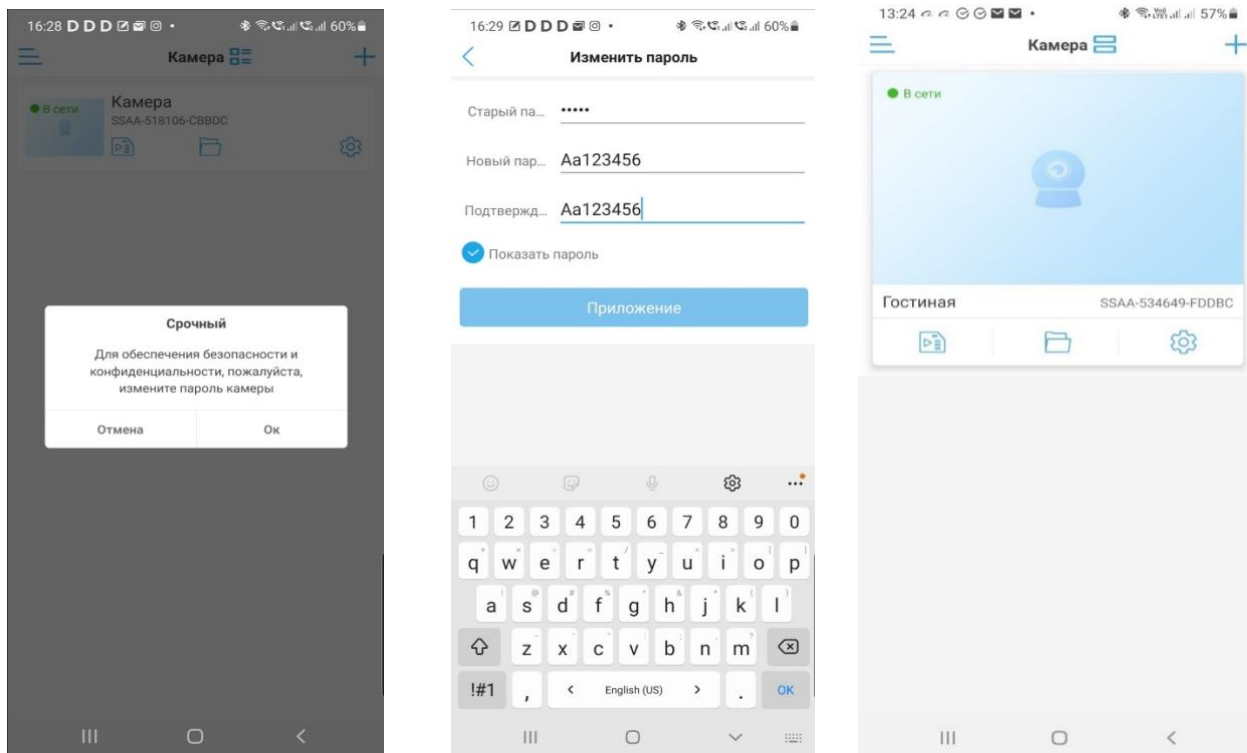 16:28 D D D 60%
Камера
В сети
Камера
SSAA-518106-CBBDC
Срочный
Для обеспечения безопасности и
конфиденциальности, пожалуйста,
измените пароль камеры
Отмена Ок
16:29 D D D 60%
Изменить пароль
Старый па... •••••
Новый пар... Aa123456
Подтвержд... Aa123456
Показать пароль
Приложение
1 2 3 4 5 6 7 8 9 0
q w e r t y u i o p
a s d f g h j k l
z x c v b n m
!#1 , < English (US) > . OK
13:24 57%
Камера
В сети
Гостиная SSAA-534649-FDDBC